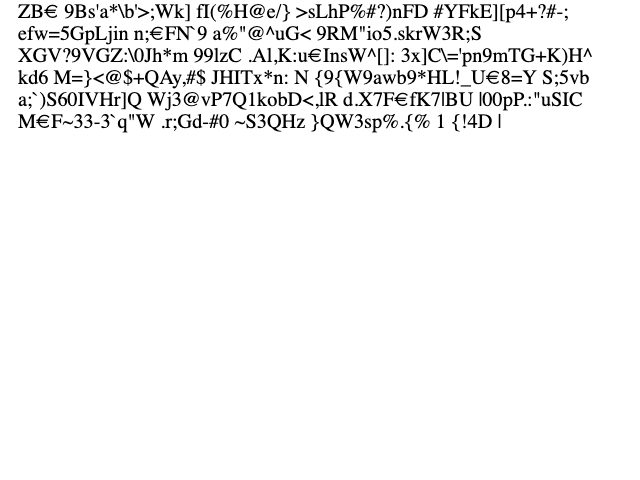 ZB€ 9Bs'a*\b'>;Wk] fI(%H@e/} >sLhP%#?)nFD #YFkE][p4+?#-;
efw=5GpLjin n;€FN`9 a%"@^uG< 9RM"io5.skrW3R;S
XGV?9VGZ:\0Jh*m 99lzC .Al,K:u€InsW^[]: 3x]C\='pn9mTG+K)H^
kd6 M=}<@$+QAy,#$ JHITx*n: N {9{W9awb9*HL!_U€8=Y S;5vb
a;`)S60IVHr]Q Wj3@vP7Q1kobD<,lR d.X7F€fK7lBU |00pP.:"uSIC
M€F~33-3`q"W .r;Gd-#0 ~S3QHz }QW3sp%.{% 1 {!4D |